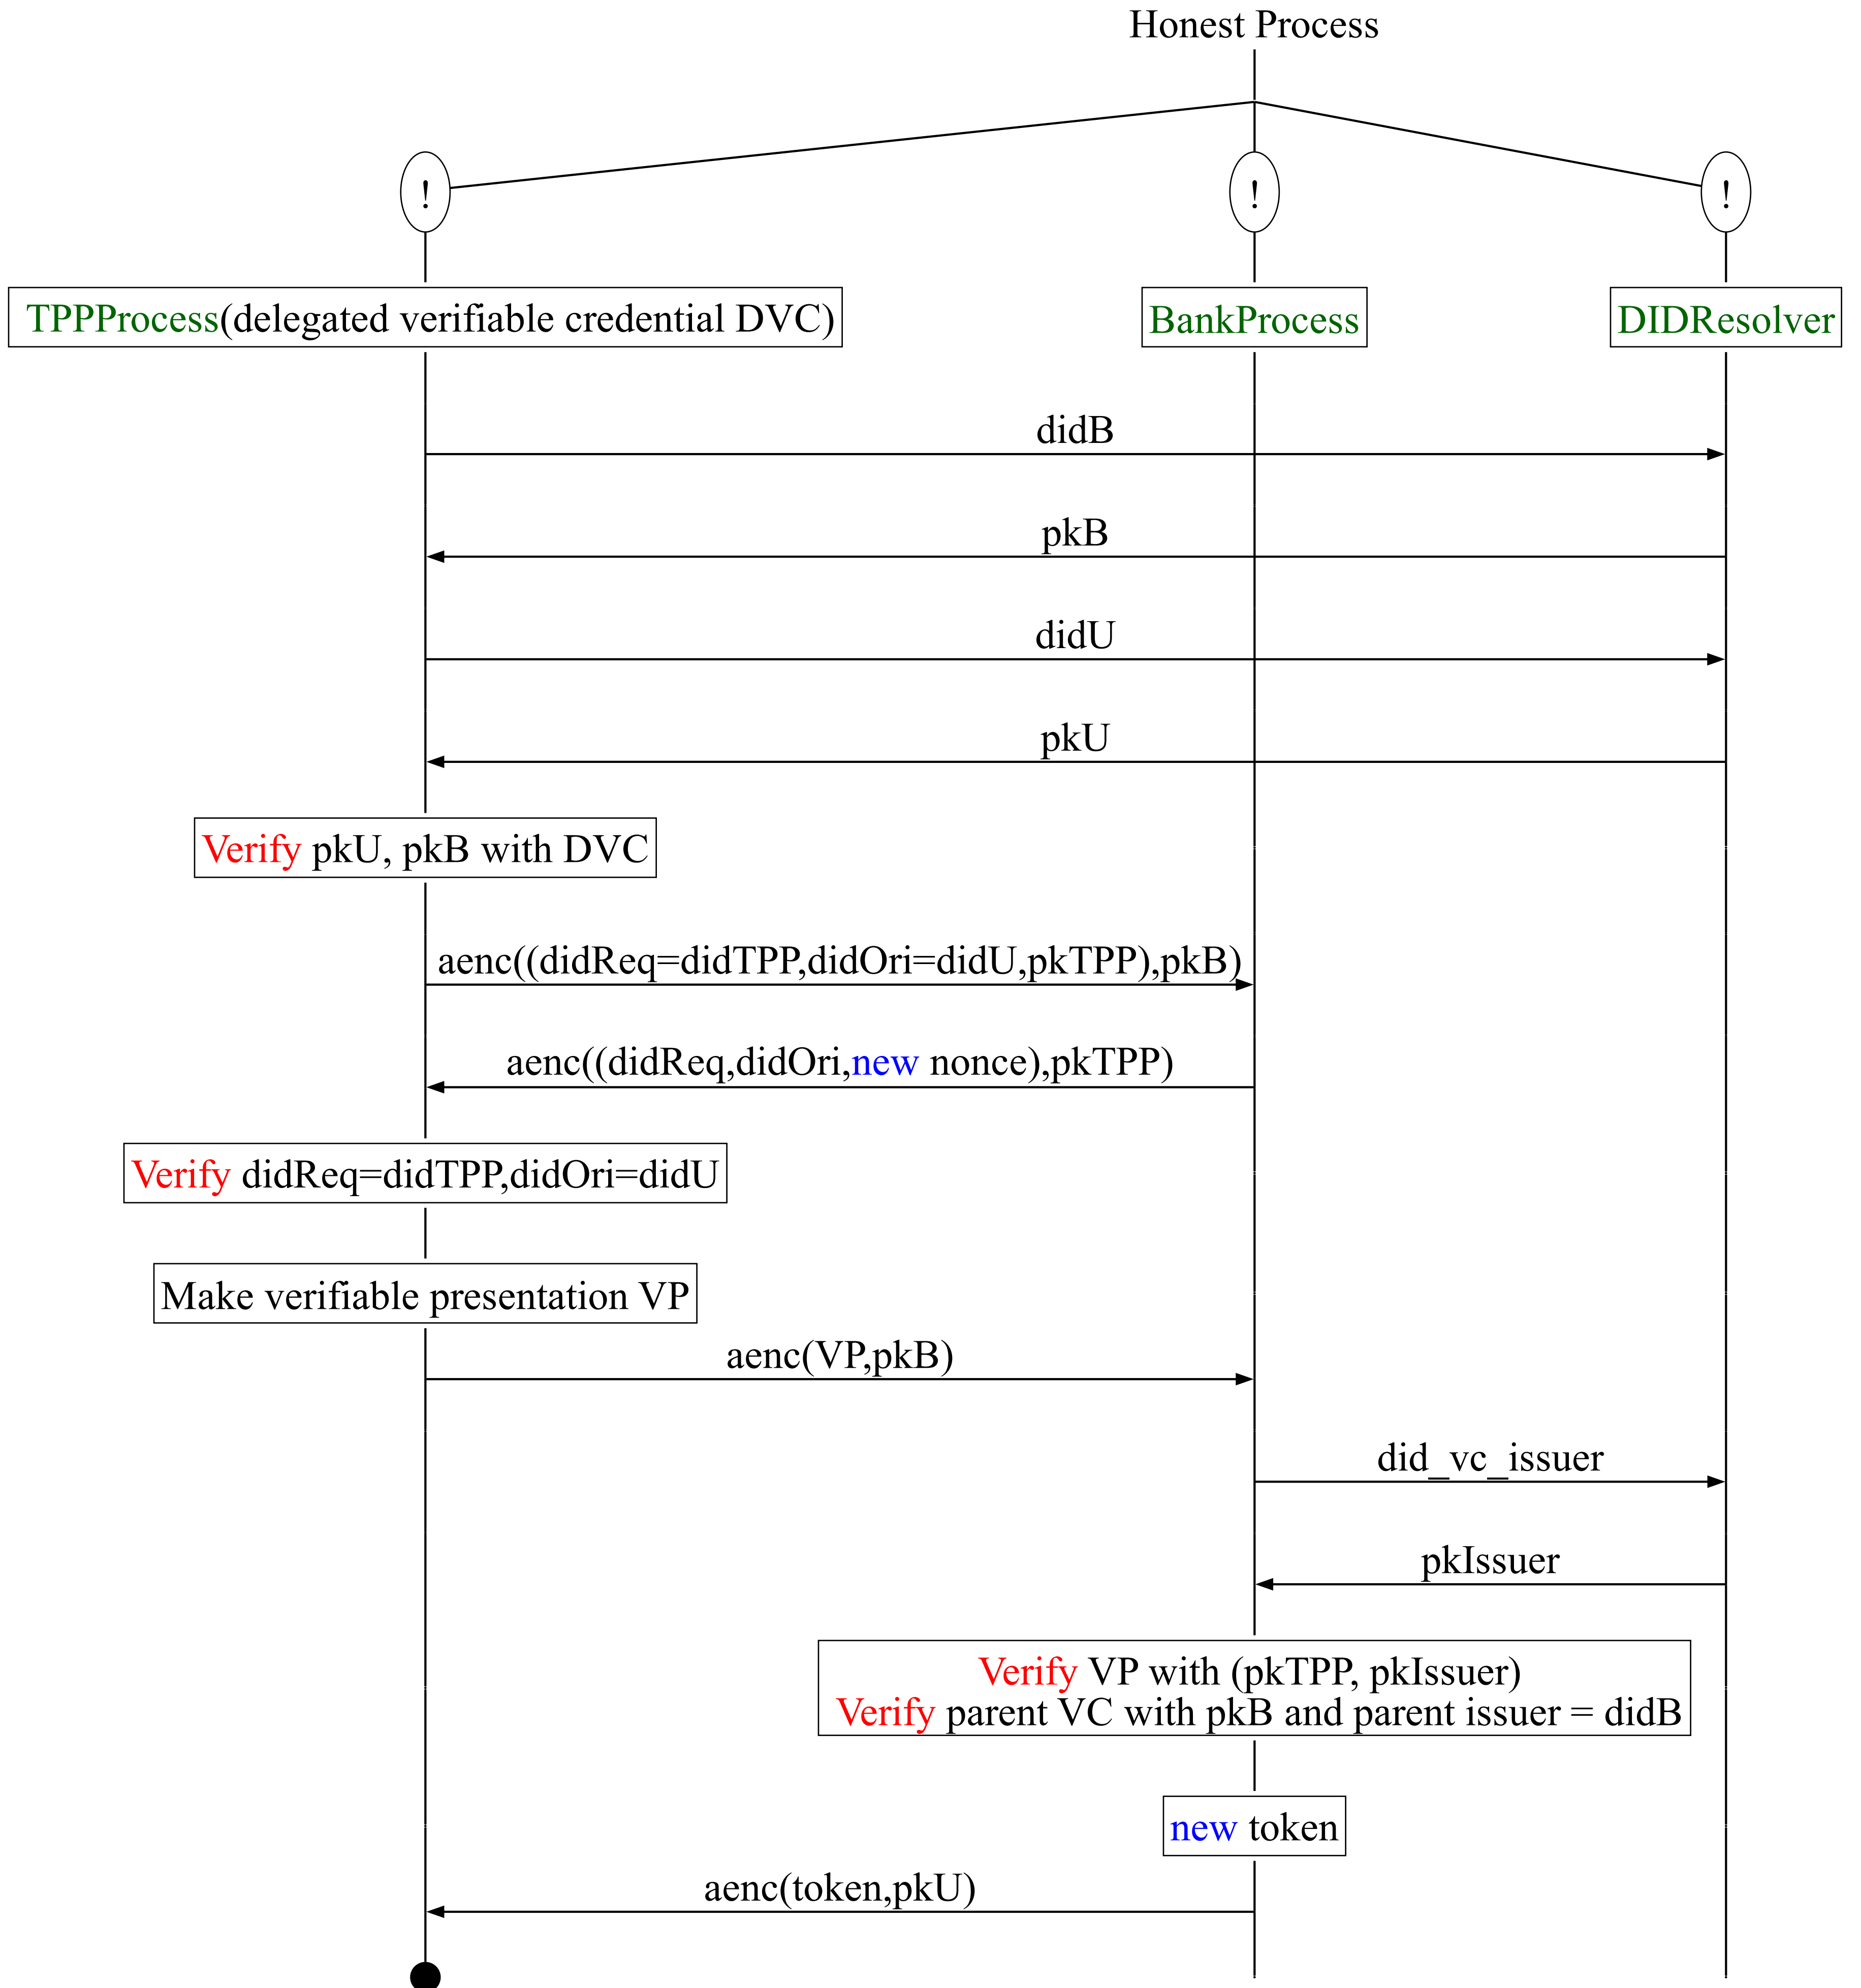 Honest Process
! ! !
TPPProcess(delegated verifiable credential DVC) BankProcess DIDResolver
didB
pkB
didU
pkU
Verify pkU, pkB with DVC
aenc((didReq=didTPP,didOri=didU,pkTPP),pkB)
aenc((didReq,didOri,new nonce),pkTPP)
Verify didReq=didTPP,didOri=didU
Make verifiable presentation VP
aenc(VP,pkB)
did_vc_issuer
pkIssuer
Verify VP with (pkTPP, pkIssuer)
Verify parent VC with pkB and parent issuer = didB
new token
aenc(token,pkU)